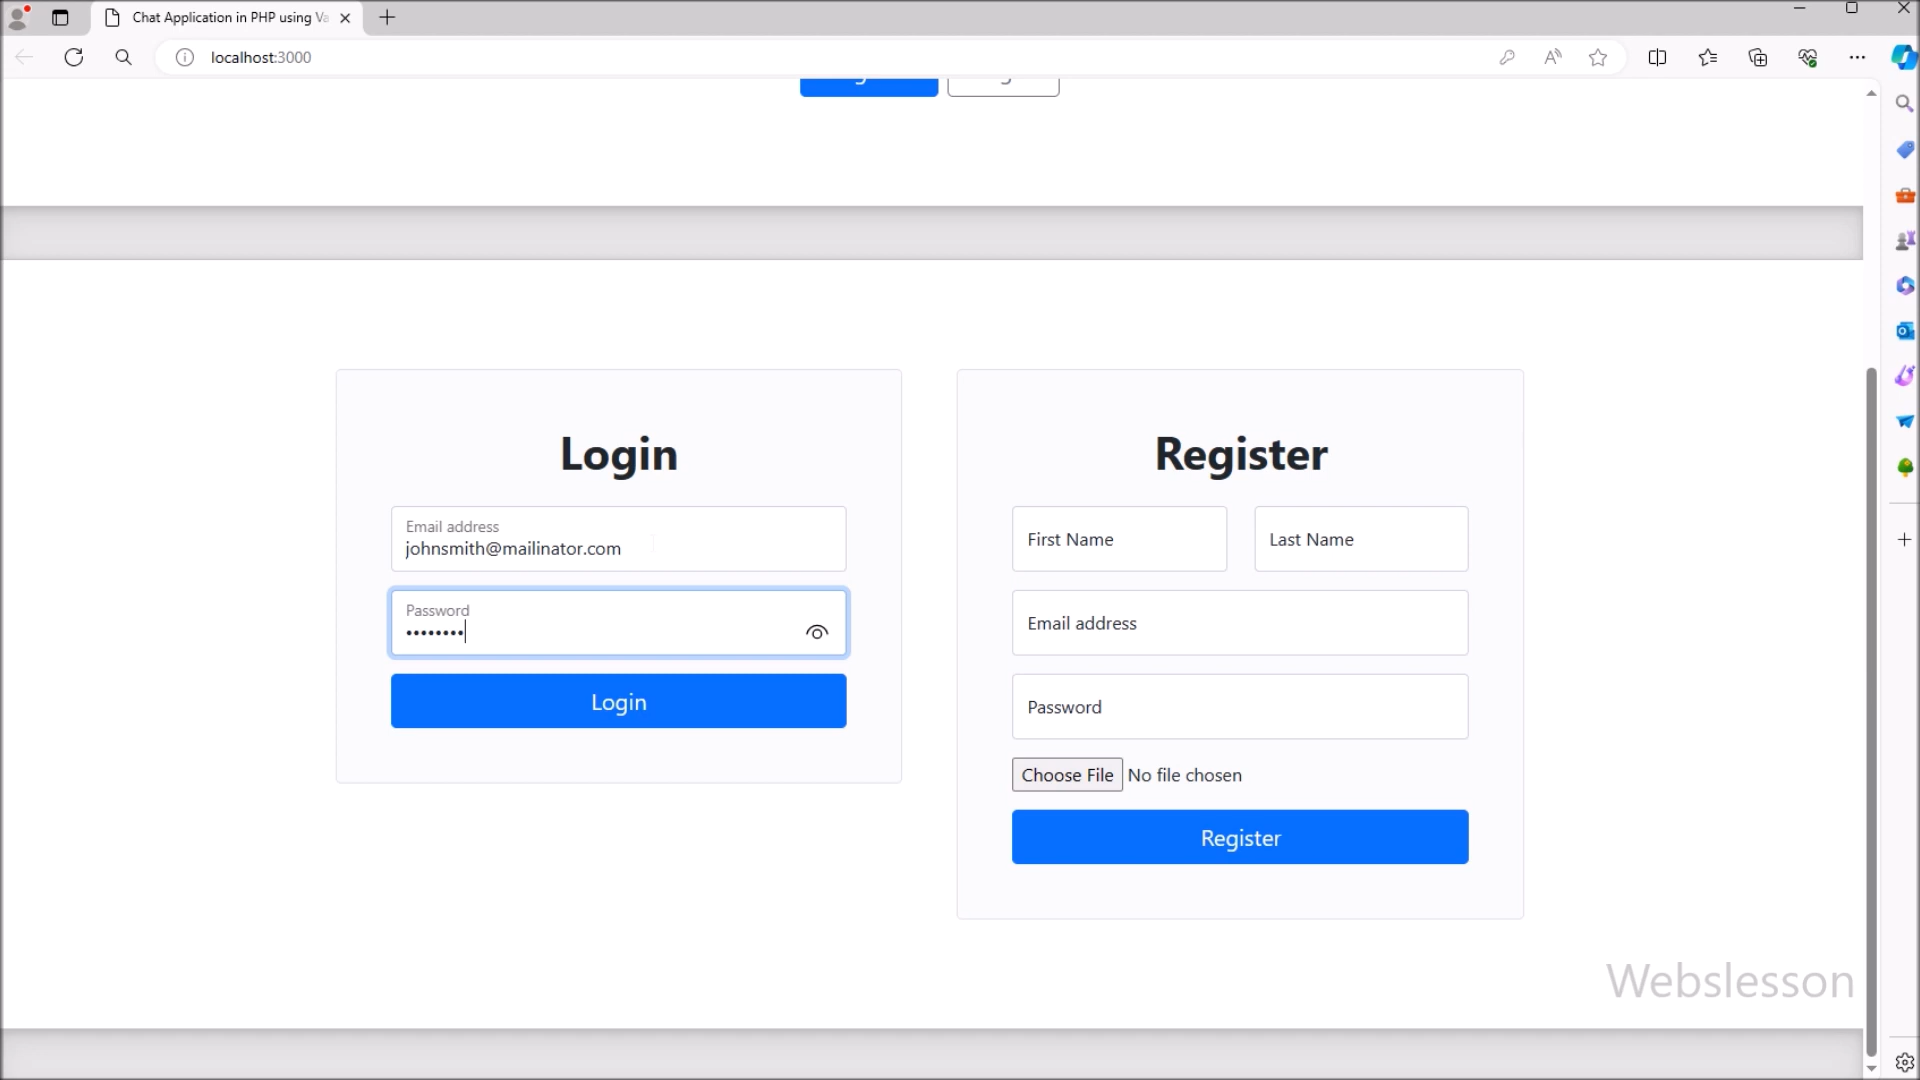 Chat Application in PHP using Va
localhost:3000
Login
Register
Email address
johnsmith@mailinator.com
First Name
Last Name
Password
••••••••
Email address
Login
Password
Choose File No file chosen
Register
Webslesson